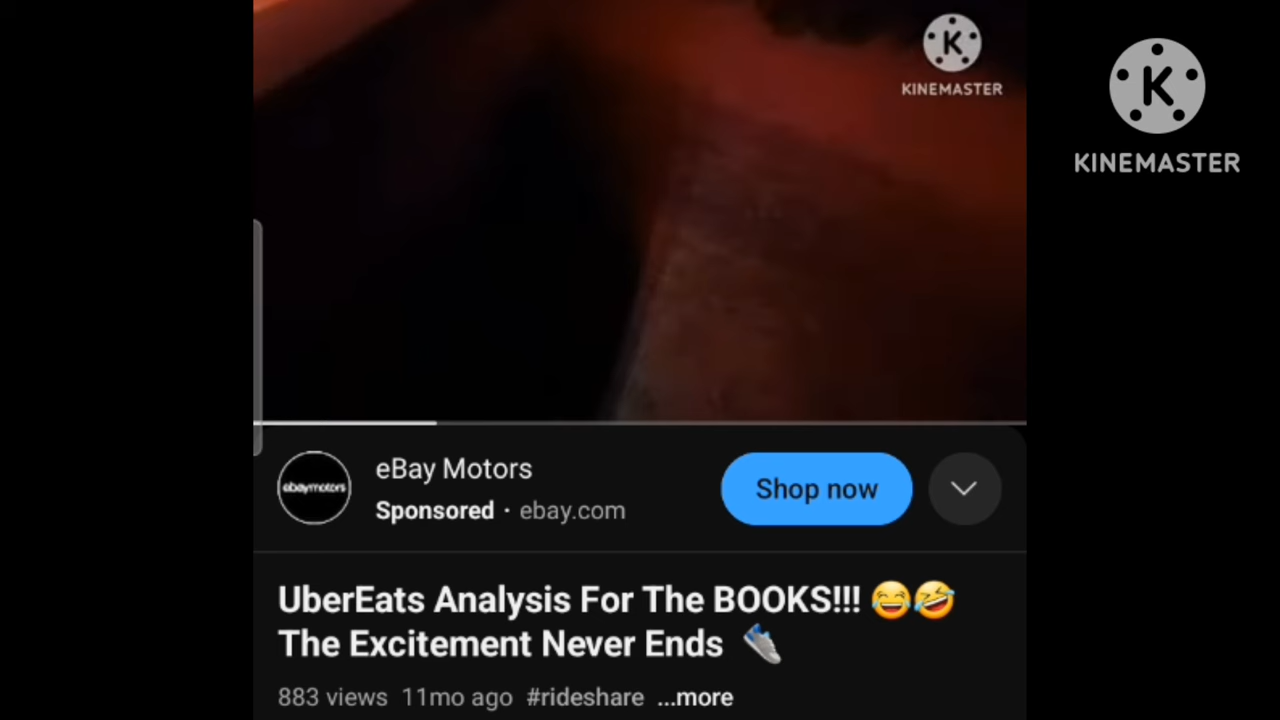 K
KINEMASTER
K
KINEMASTER
eBay Motors
ebaymotors
Sponsored · ebay.com
Shop now
UberEats Analysis For The BOOKS!!! 😂🤣
The Excitement Never Ends 👟
883 views 11mo ago #rideshare ...more